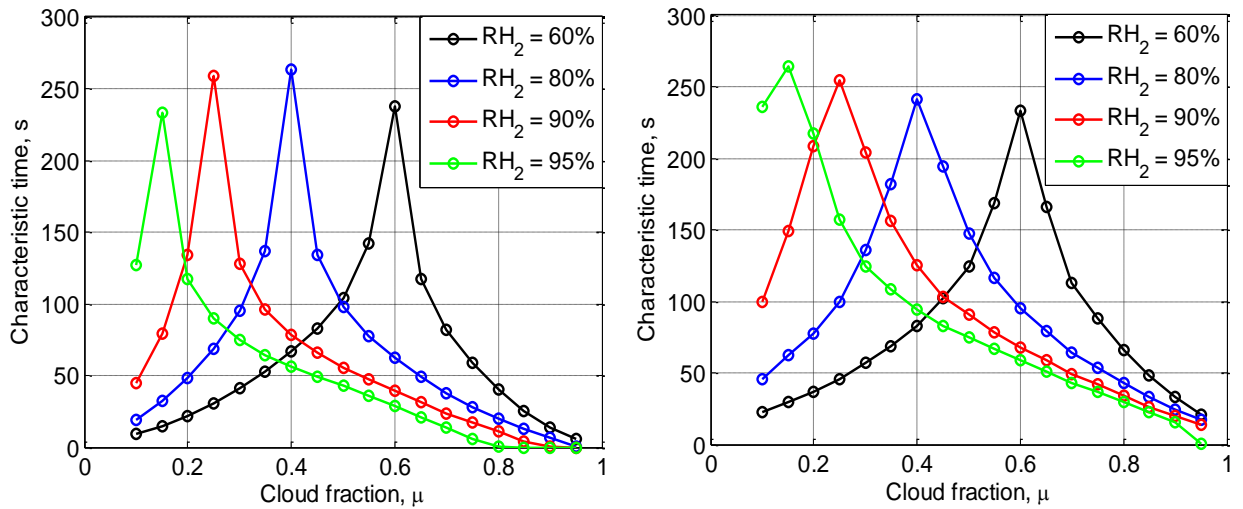 300
250
200
150
100
50
0
Characteristic time, s
0
0.2
0.4
0.6
0.8
1
Cloud fraction, μ
RH2 = 60%
RH2 = 80%
RH2 = 90%
RH2 = 95%
300
250
200
150
100
50
0
Characteristic time, s
0
0.2
0.4
0.6
0.8
1
Cloud fraction, μ
RH2 = 60%
RH2 = 80%
RH2 = 90%
RH2 = 95%